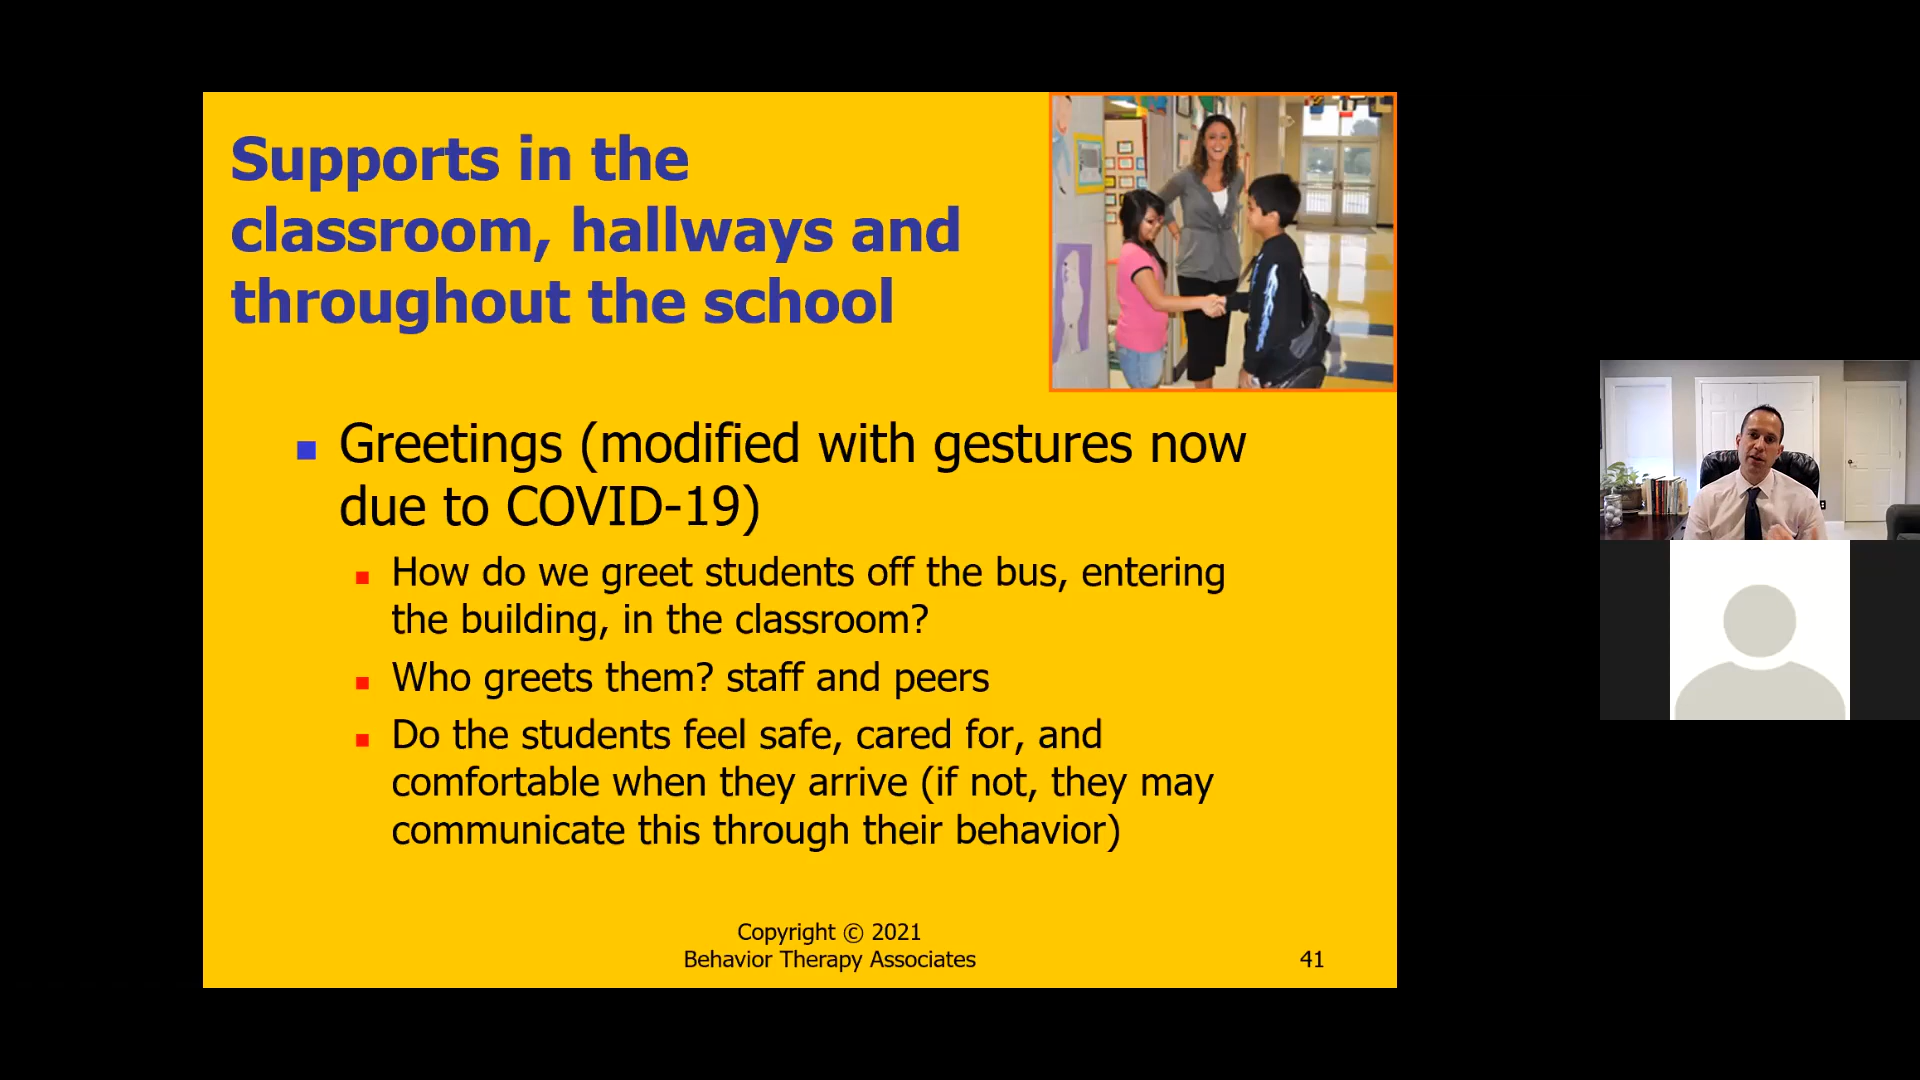 Supports in the
classroom, hallways and
throughout the school
Greetings (modified with gestures now
due to COVID-19)
How do we greet students off the bus, entering
the building, in the classroom?
Who greets them? staff and peers
Do the students feel safe, cared for, and
comfortable when they arrive (if not, they may
communicate this through their behavior)
Copyright © 2021
Behavior Therapy Associates
41